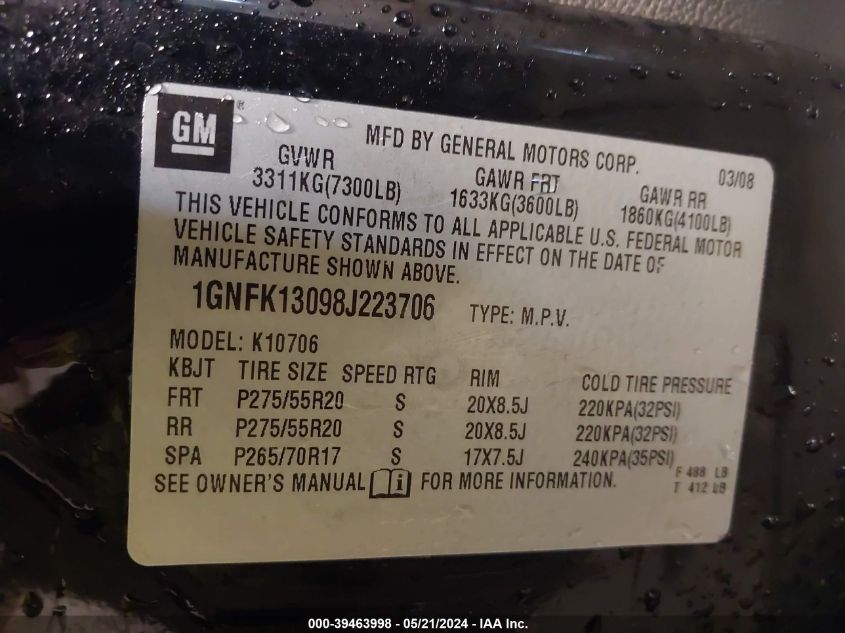 GM ®
MFD BY GENERAL MOTORS CORP. 03/08
GVWR GAWR FRT GAWR RR
3311KG(7300LB) 1633KG(3600LB) 1860KG(4100LB)
THIS VEHICLE CONFORMS TO ALL APPLICABLE U.S. FEDERAL MOTOR
VEHICLE SAFETY STANDARDS IN EFFECT ON THE DATE OF
MANUFACTURE SHOWN ABOVE.
1GNFK13098J223706 TYPE: M.P.V.
MODEL: K10706
KBJT TIRE SIZE SPEED RTG RIM COLD TIRE PRESSURE
FRT P275/55R20 S 20X8.5J 220KPA(32PSI)
RR P275/55R20 S 20X8.5J 220KPA(32PSI)
SPA P265/70R17 S 17X7.5J 240KPA(35PSI)
F 488 LB
SEE OWNER'S MANUAL i FOR MORE INFORMATION.
T 412 LB
000-39463998 - 05/21/2024 - IAA Inc.